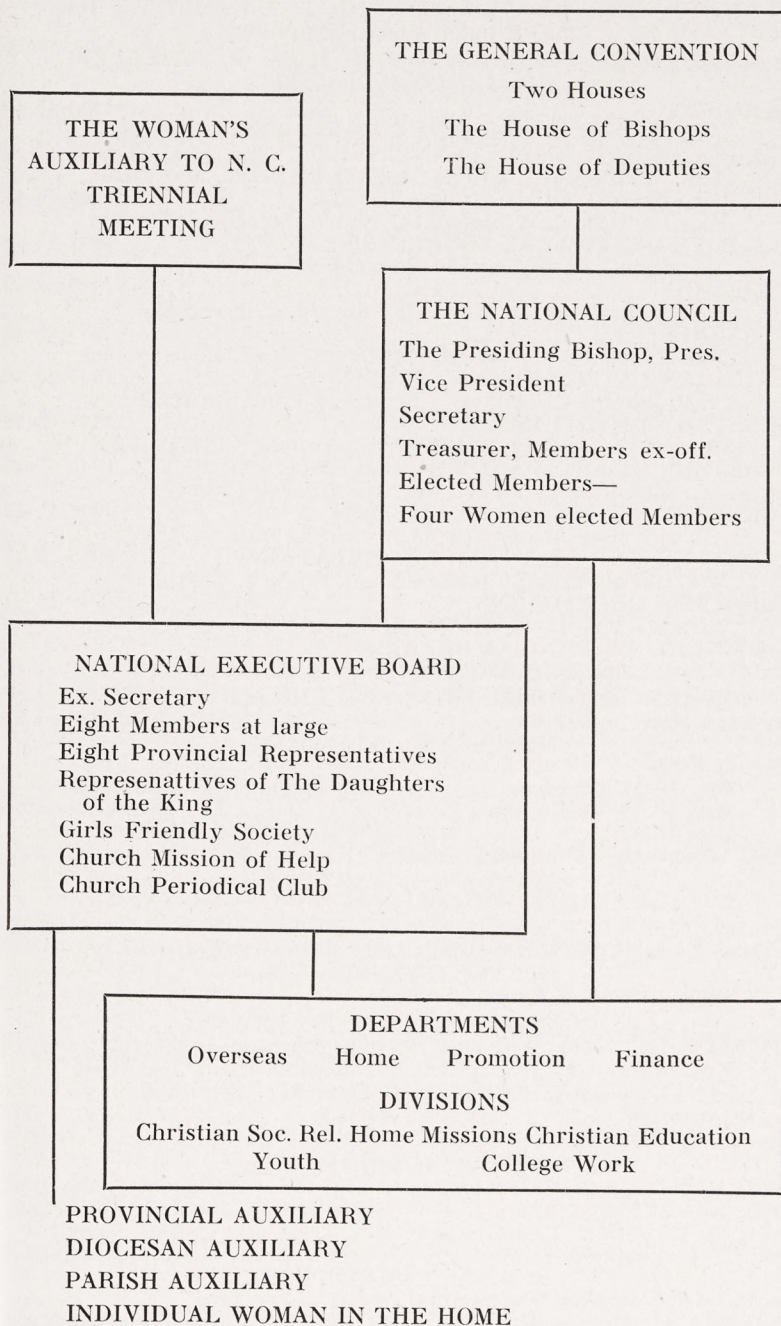 THE GENERAL CONVENTION
Two Houses
The House of Bishops
The House of Deputies
THE WOMAN'S
AUXILIARY TO N. C.
TRIENNIAL
MEETING
THE NATIONAL COUNCIL
The Presiding Bishop, Pres.
Vice President
Secretary
Treasurer, Members ex-off.
Elected Members—
Four Women elected Members
NATIONAL EXECUTIVE BOARD
Ex. Secretary
Eight Members at large
Eight Provincial Representatives
Represenattives of The Daughters
of the King
Girls Friendly Society
Church Mission of Help
Church Periodical Club
DEPARTMENTS
Overseas Home Promotion Finance
DIVISIONS
Christian Soc. Rel. Home Missions Christian Education
Youth College Work
PROVINCIAL AUXILIARY
DIOCESAN AUXILIARY
PARISH AUXILIARY
INDIVIDUAL WOMAN IN THE HOME